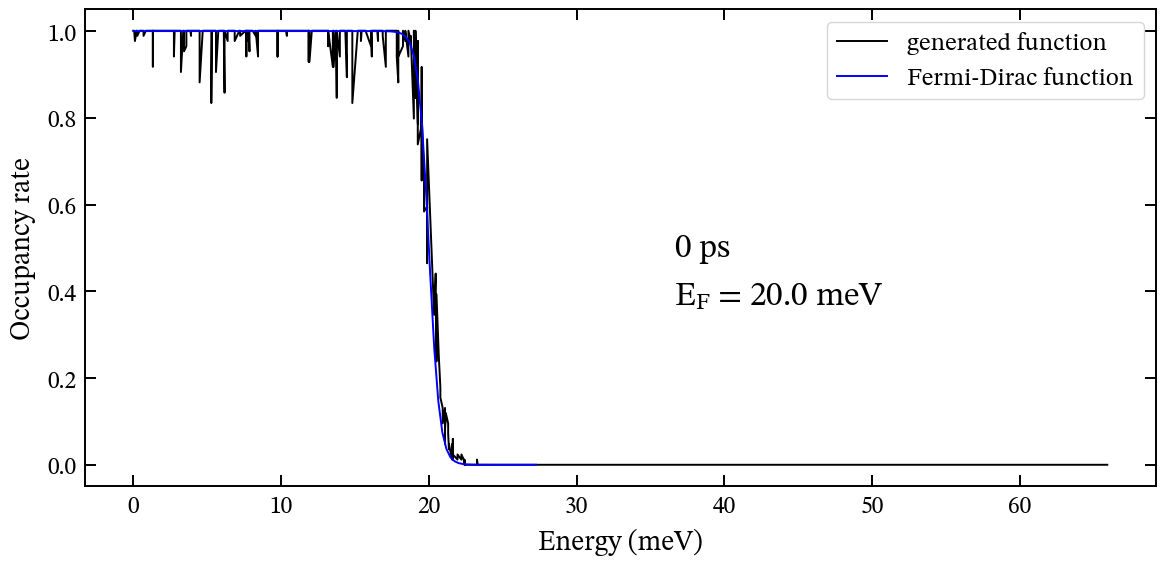 generated function
Fermi-Dirac function
1.0
0.8
0.6
0.4
0.2
0.0
Occupancy rate
0 ps
E_F = 20.0 meV
0 10 20 30 40 50 60
Energy (meV)